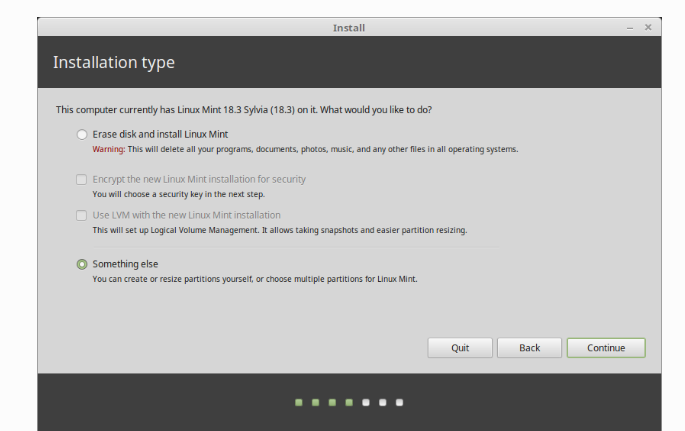 Install
Installation type
This computer currently has Linux Mint 18.3 Sylvia (18.3) on it. What would you like to do?
Erase disk and install Linux Mint
Warning: This will delete all your programs, documents, photos, music, and any other files in all operating systems.
Encrypt the new Linux Mint installation for security
You will choose a security key in the next step.
Use LVM with the new Linux Mint installation
This will set up Logical Volume Management. It allows taking snapshots and easier partition resizing.
Something else
You can create or resize partitions yourself, or choose multiple partitions for Linux Mint.
Quit Back Continue